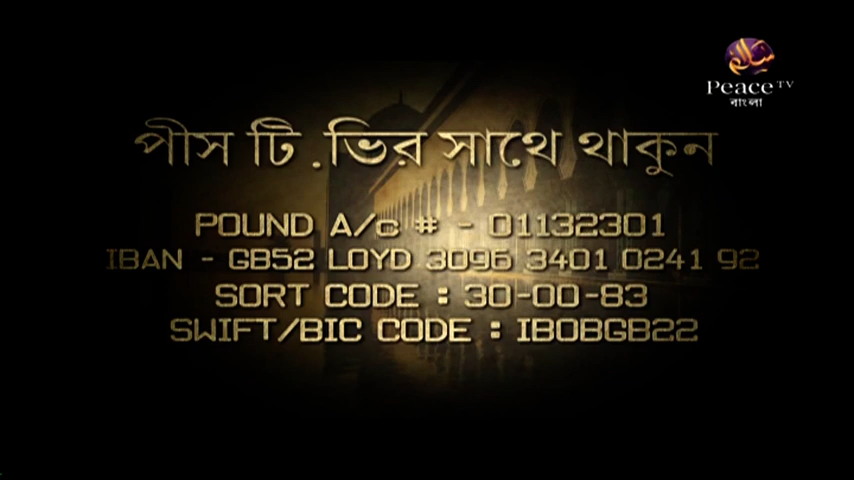 Peace TV
বাংলা
পীস টি.ভির সাথে থাকুন
POUND A/c # - 01132301
IBAN - GB52 LOYD 3096 3401 0241 92
SORT CODE : 30-00-83
SWIFT/BIC CODE : IBOBGB22